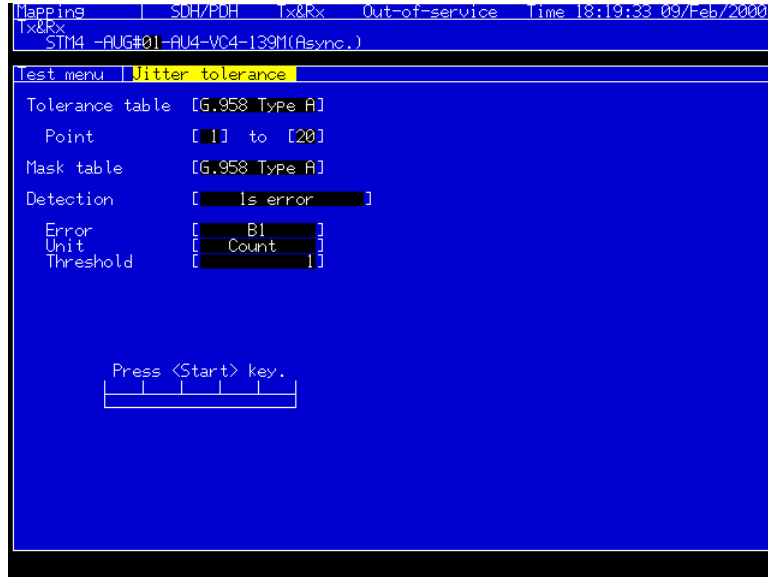 Mapping | SDH/PDH Tx&Rx Out-of-service Time 18:19:33 09/Feb/2000
Tx&Rx
STM4 -AUG#01-AU4-VC4-139M(Async.)
Test menu | Jitter tolerance
Tolerance table [G.958 Type A]
Point [ 1] to [20]
Mask table [G.958 Type A]
Detection [ 1s error ]
Error [ B1 ]
Unit [ Count ]
Threshold [ 1]
Press <Start> key.